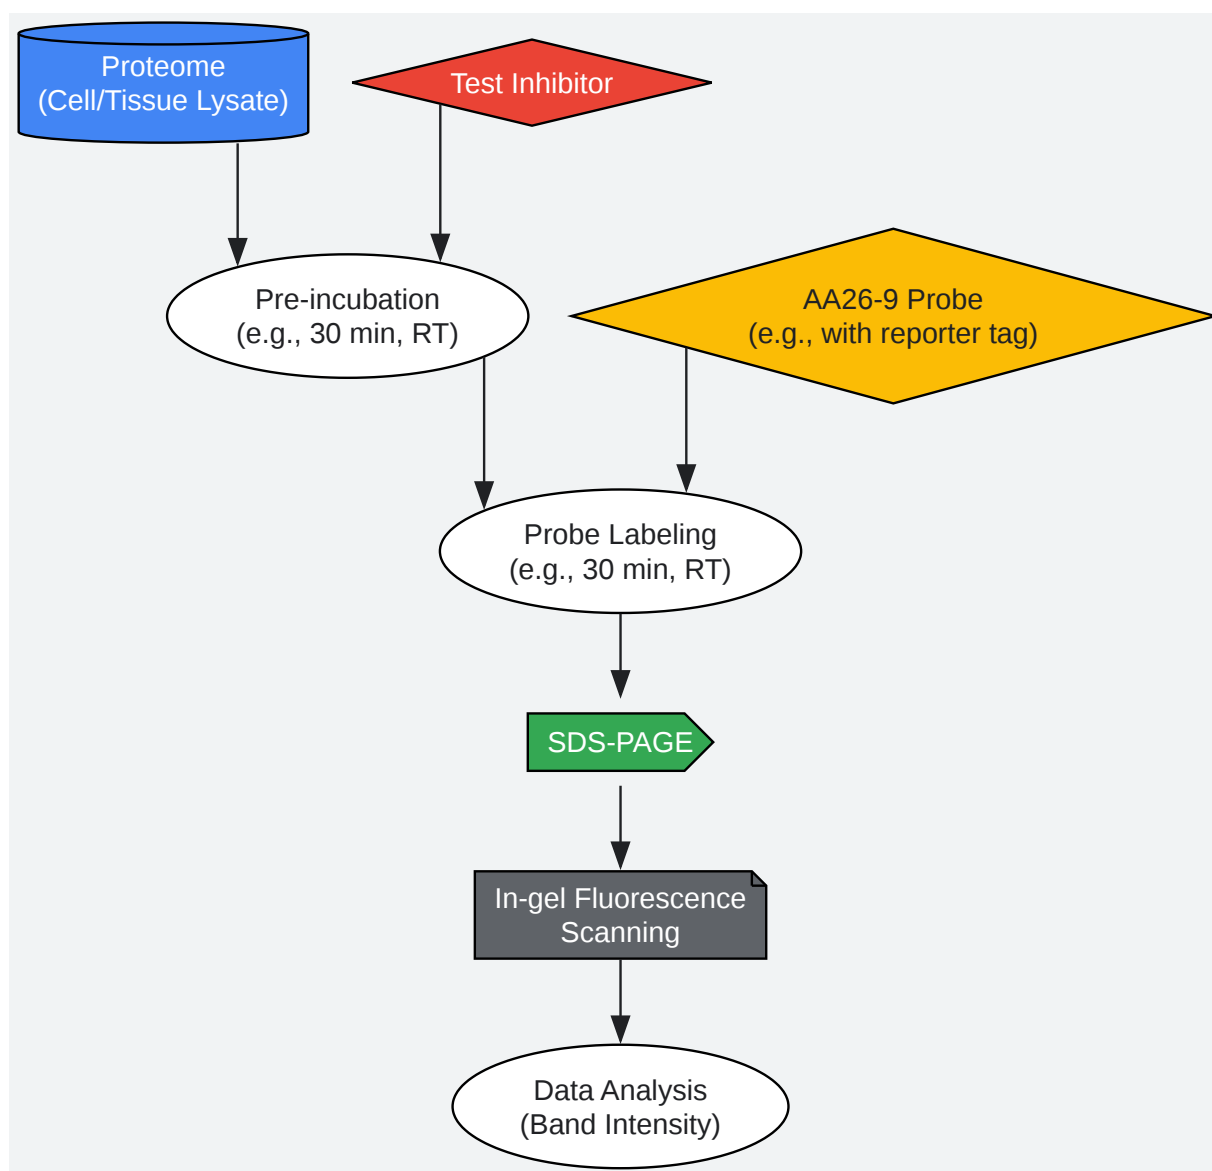 Proteome
(Cell/Tissue Lysate)
Test Inhibitor
Pre-incubation
(e.g., 30 min, RT)
AA26-9 Probe
(e.g., with reporter tag)
Probe Labeling
(e.g., 30 min, RT)
SDS-PAGE
In-gel Fluorescence
Scanning
Data Analysis
(Band Intensity)